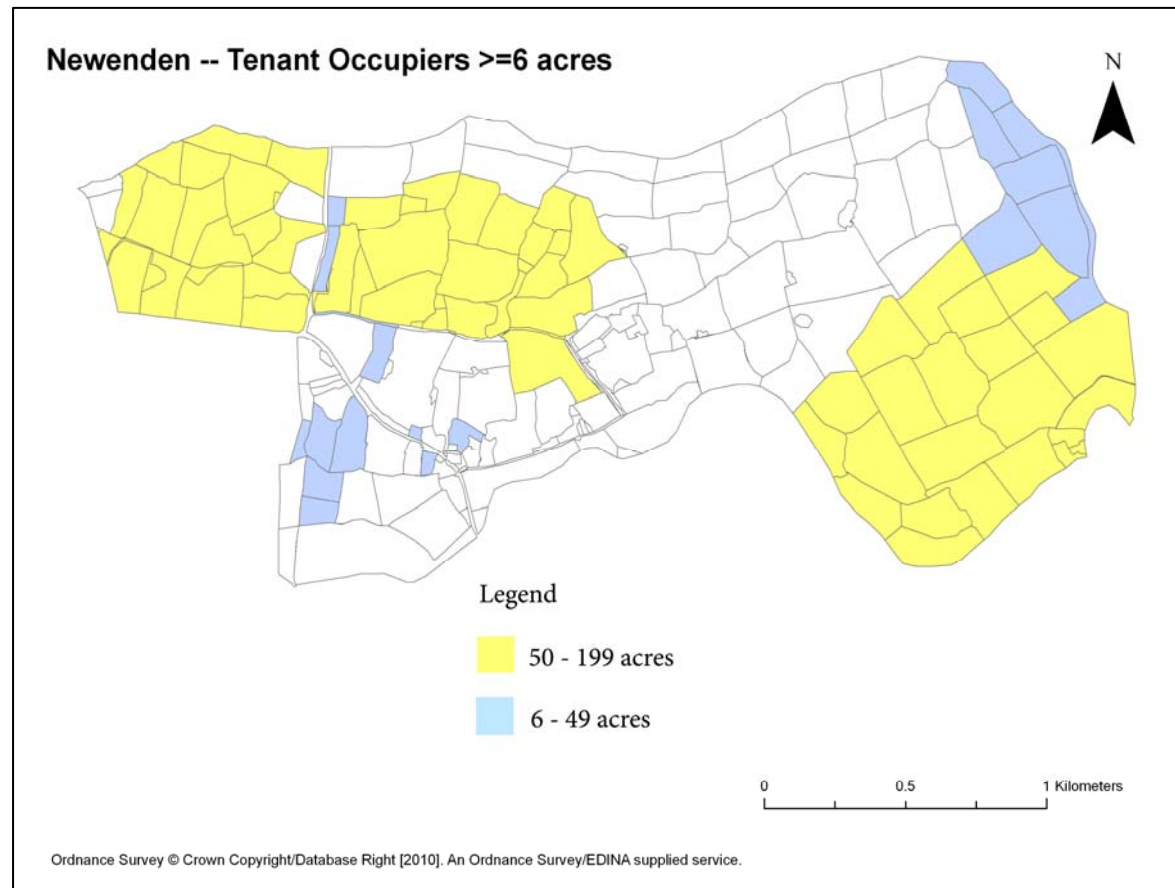 Newenden -- Tenant Occupiers >=6 acres
N
Legend
50 - 199 acres
6 - 49 acres
0 0.5 1 Kilometers
Ordnance Survey © Crown Copyright/Database Right [2010]. An Ordnance Survey/EDINA supplied service.